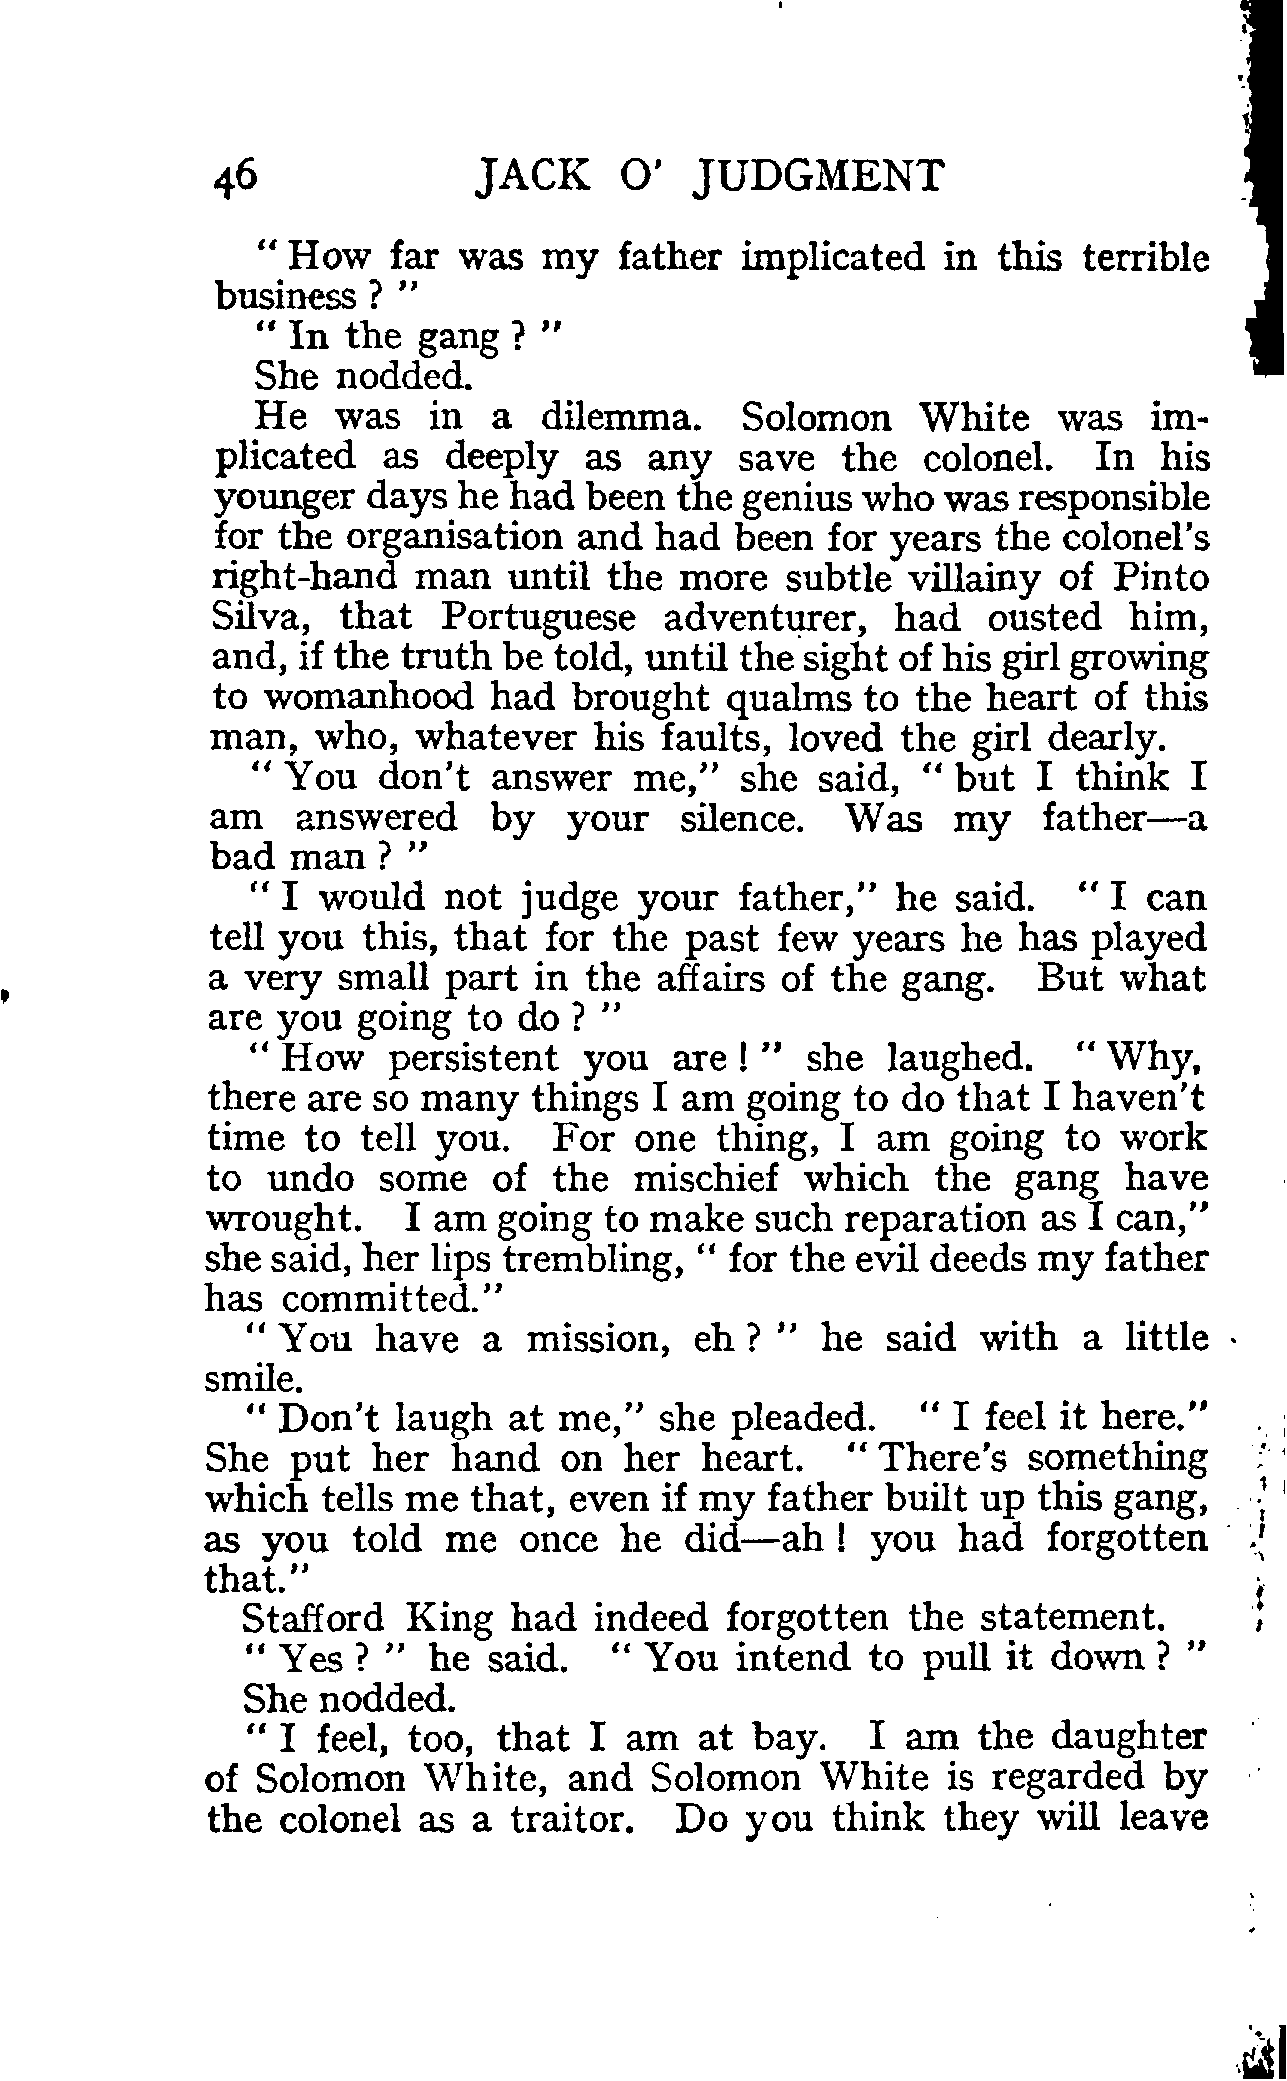 46 JACK O' JUDGMENT
" How far was my father implicated in this terrible
business ? "
" In the gang ? "
She nodded.
He was in a dilemma. Solomon White was im-
plicated as deeply as any save the colonel. In his
younger days he had been the genius who was responsible
for the organisation and had been for years the colonel's
right-hand man until the more subtle villainy of Pinto
Silva, that Portuguese adventurer, had ousted him,
and, if the truth be told, until the sight of his girl growing
to womanhood had brought qualms to the heart of this
man, who, whatever his faults, loved the girl dearly.
" You don't answer me," she said, " but I think I
am answered by your silence. Was my father—a
bad man ? "
" I would not judge your father," he said. " I can
tell you this, that for the past few years he has played
a very small part in the affairs of the gang. But what
are you going to do ? "
" How persistent you are ! " she laughed. " Why,
there are so many things I am going to do that I haven't
time to tell you. For one thing, I am going to work
to undo some of the mischief which the gang have
wrought. I am going to make such reparation as I can,"
she said, her lips trembling, " for the evil deeds my father
has committed."
" You have a mission, eh ? " he said with a little
smile.
" Don't laugh at me," she pleaded. " I feel it here."
She put her hand on her heart. " There's something
which tells me that, even if my father built up this gang,
as you told me once he did—ah ! you had forgotten
that."
Stafford King had indeed forgotten the statement.
" Yes ? " he said. " You intend to pull it down ? "
She nodded.
" I feel, too, that I am at bay. I am the daughter
of Solomon White, and Solomon White is regarded by
the colonel as a traitor. Do you think they will leave